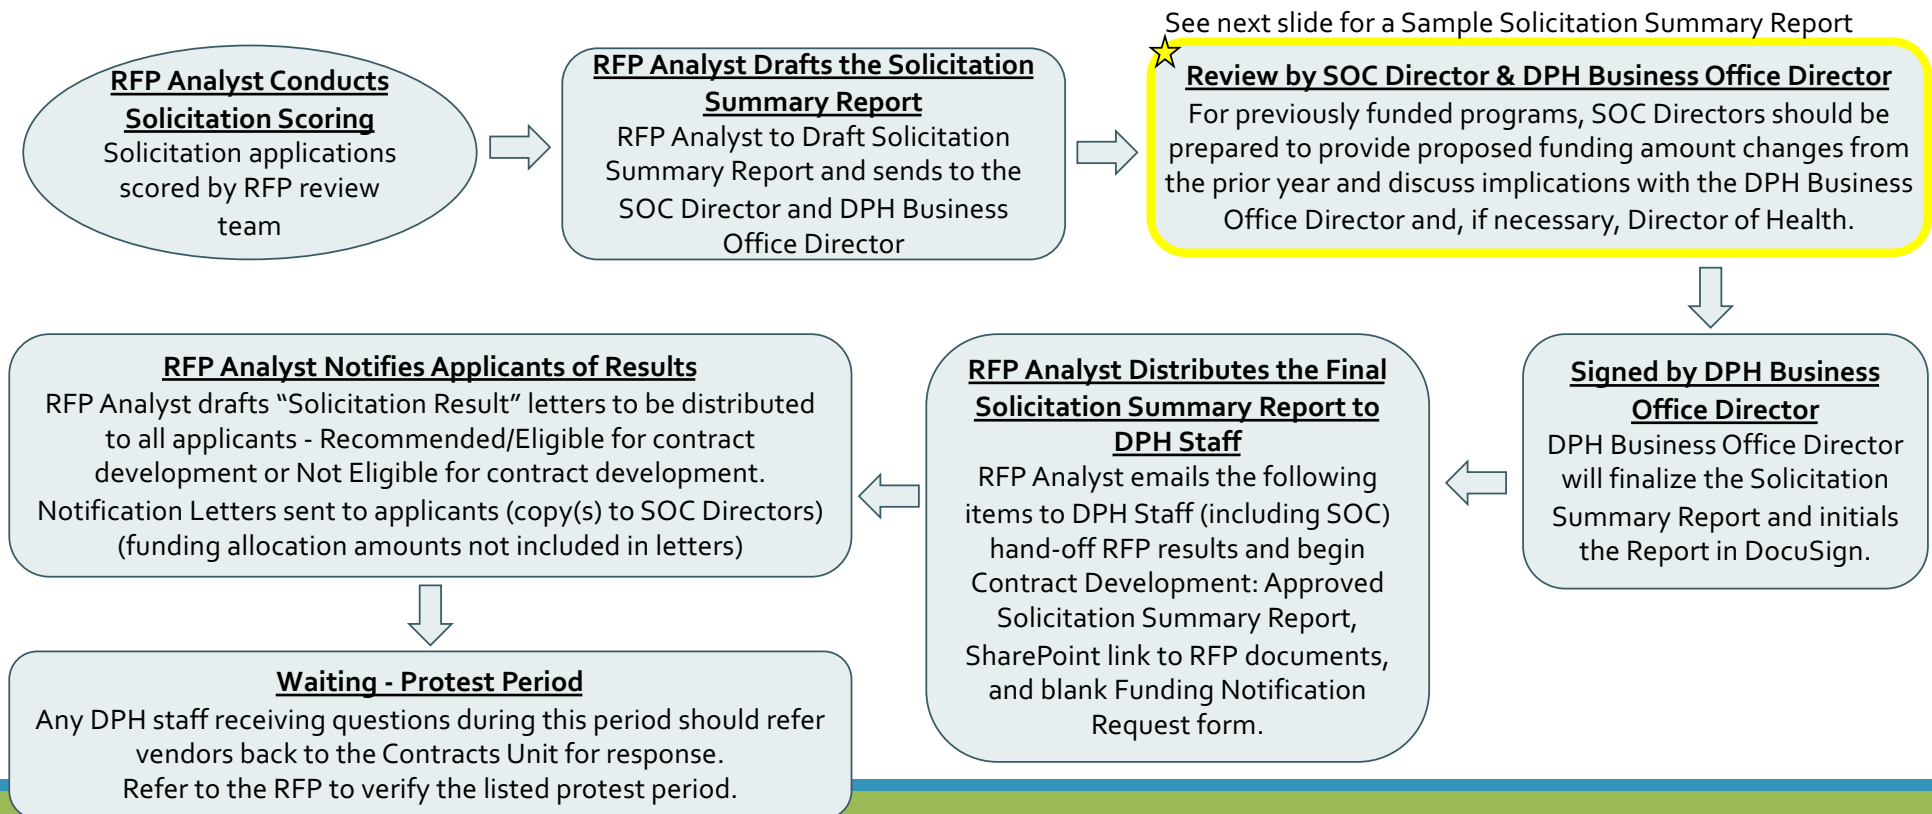 See next slide for a Sample Solicitation Summary Report
RFP Analyst Conducts
Solicitation Scoring
Solicitation applications
scored by RFP review
team
RFP Analyst Drafts the Solicitation
Summary Report
RFP Analyst to Draft Solicitation
Summary Report and sends to the
SOC Director and DPH Business
Office Director
Review by SOC Director & DPH Business Office Director
For previously funded programs, SOC Directors should be
prepared to provide proposed funding amount changes from
the prior year and discuss implications with the DPH Business
Office Director and, if necessary, Director of Health.
Signed by DPH Business
Office Director
DPH Business Office Director
will finalize the Solicitation
Summary Report and initials
the Report in DocuSign.
RFP Analyst Distributes the Final
Solicitation Summary Report to
DPH Staff
RFP Analyst emails the following
items to DPH Staff (including SOC)
hand-off RFP results and begin
Contract Development: Approved
Solicitation Summary Report,
SharePoint link to RFP documents,
and blank Funding Notification
Request form.
RFP Analyst Notifies Applicants of Results
RFP Analyst drafts “Solicitation Result” letters to be distributed
to all applicants - Recommended/Eligible for contract
development or Not Eligible for contract development.
Notification Letters sent to applicants (copy(s) to SOC Directors)
(funding allocation amounts not included in letters)
Waiting - Protest Period
Any DPH staff receiving questions during this period should refer
vendors back to the Contracts Unit for response.
Refer to the RFP to verify the listed protest period.